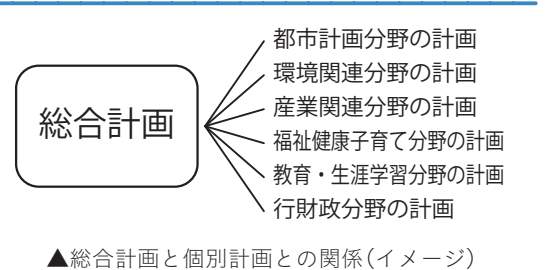 総合計画
都市計画分野の計画
環境関連分野の計画
産業関連分野の計画
福祉健康子育て分野の計画
教育・生涯学習分野の計画
行財政分野の計画
▲総合計画と個別計画との関係(イメージ)